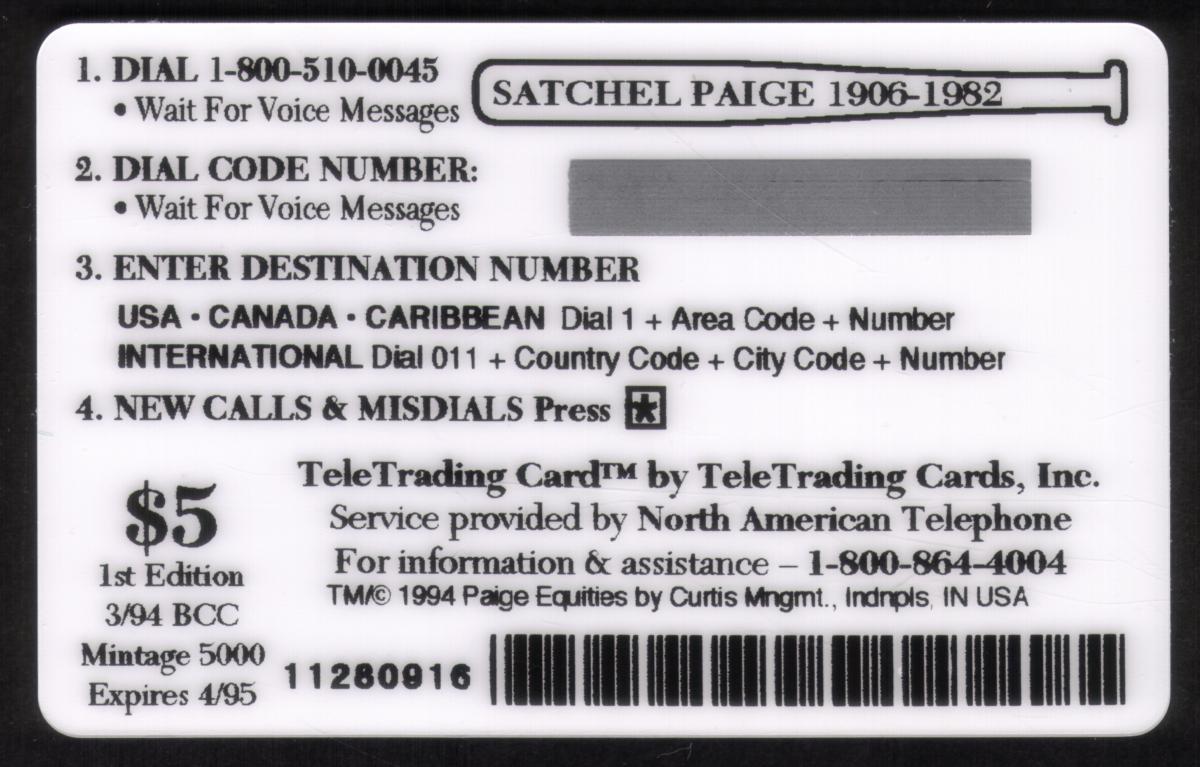 1. DIAL 1-800-510-0045
• Wait For Voice Messages
SATCHEL PAIGE 1906-1982
2. DIAL CODE NUMBER:
• Wait For Voice Messages
3. ENTER DESTINATION NUMBER
USA · CANADA · CARIBBEAN Dial 1 + Area Code + Number
INTERNATIONAL Dial 011 + Country Code + City Code + Number
4. NEW CALLS & MISDIALS Press *
TeleTrading Card™ by TeleTrading Cards, Inc.
Service provided by North American Telephone
For information & assistance – 1-800-864-4004
TM/© 1994 Paige Equities by Curtis Mngmt., Indnpls, IN USA
$5
1st Edition
3/94 BCC
Mintage 5000
Expires 4/95
11280916